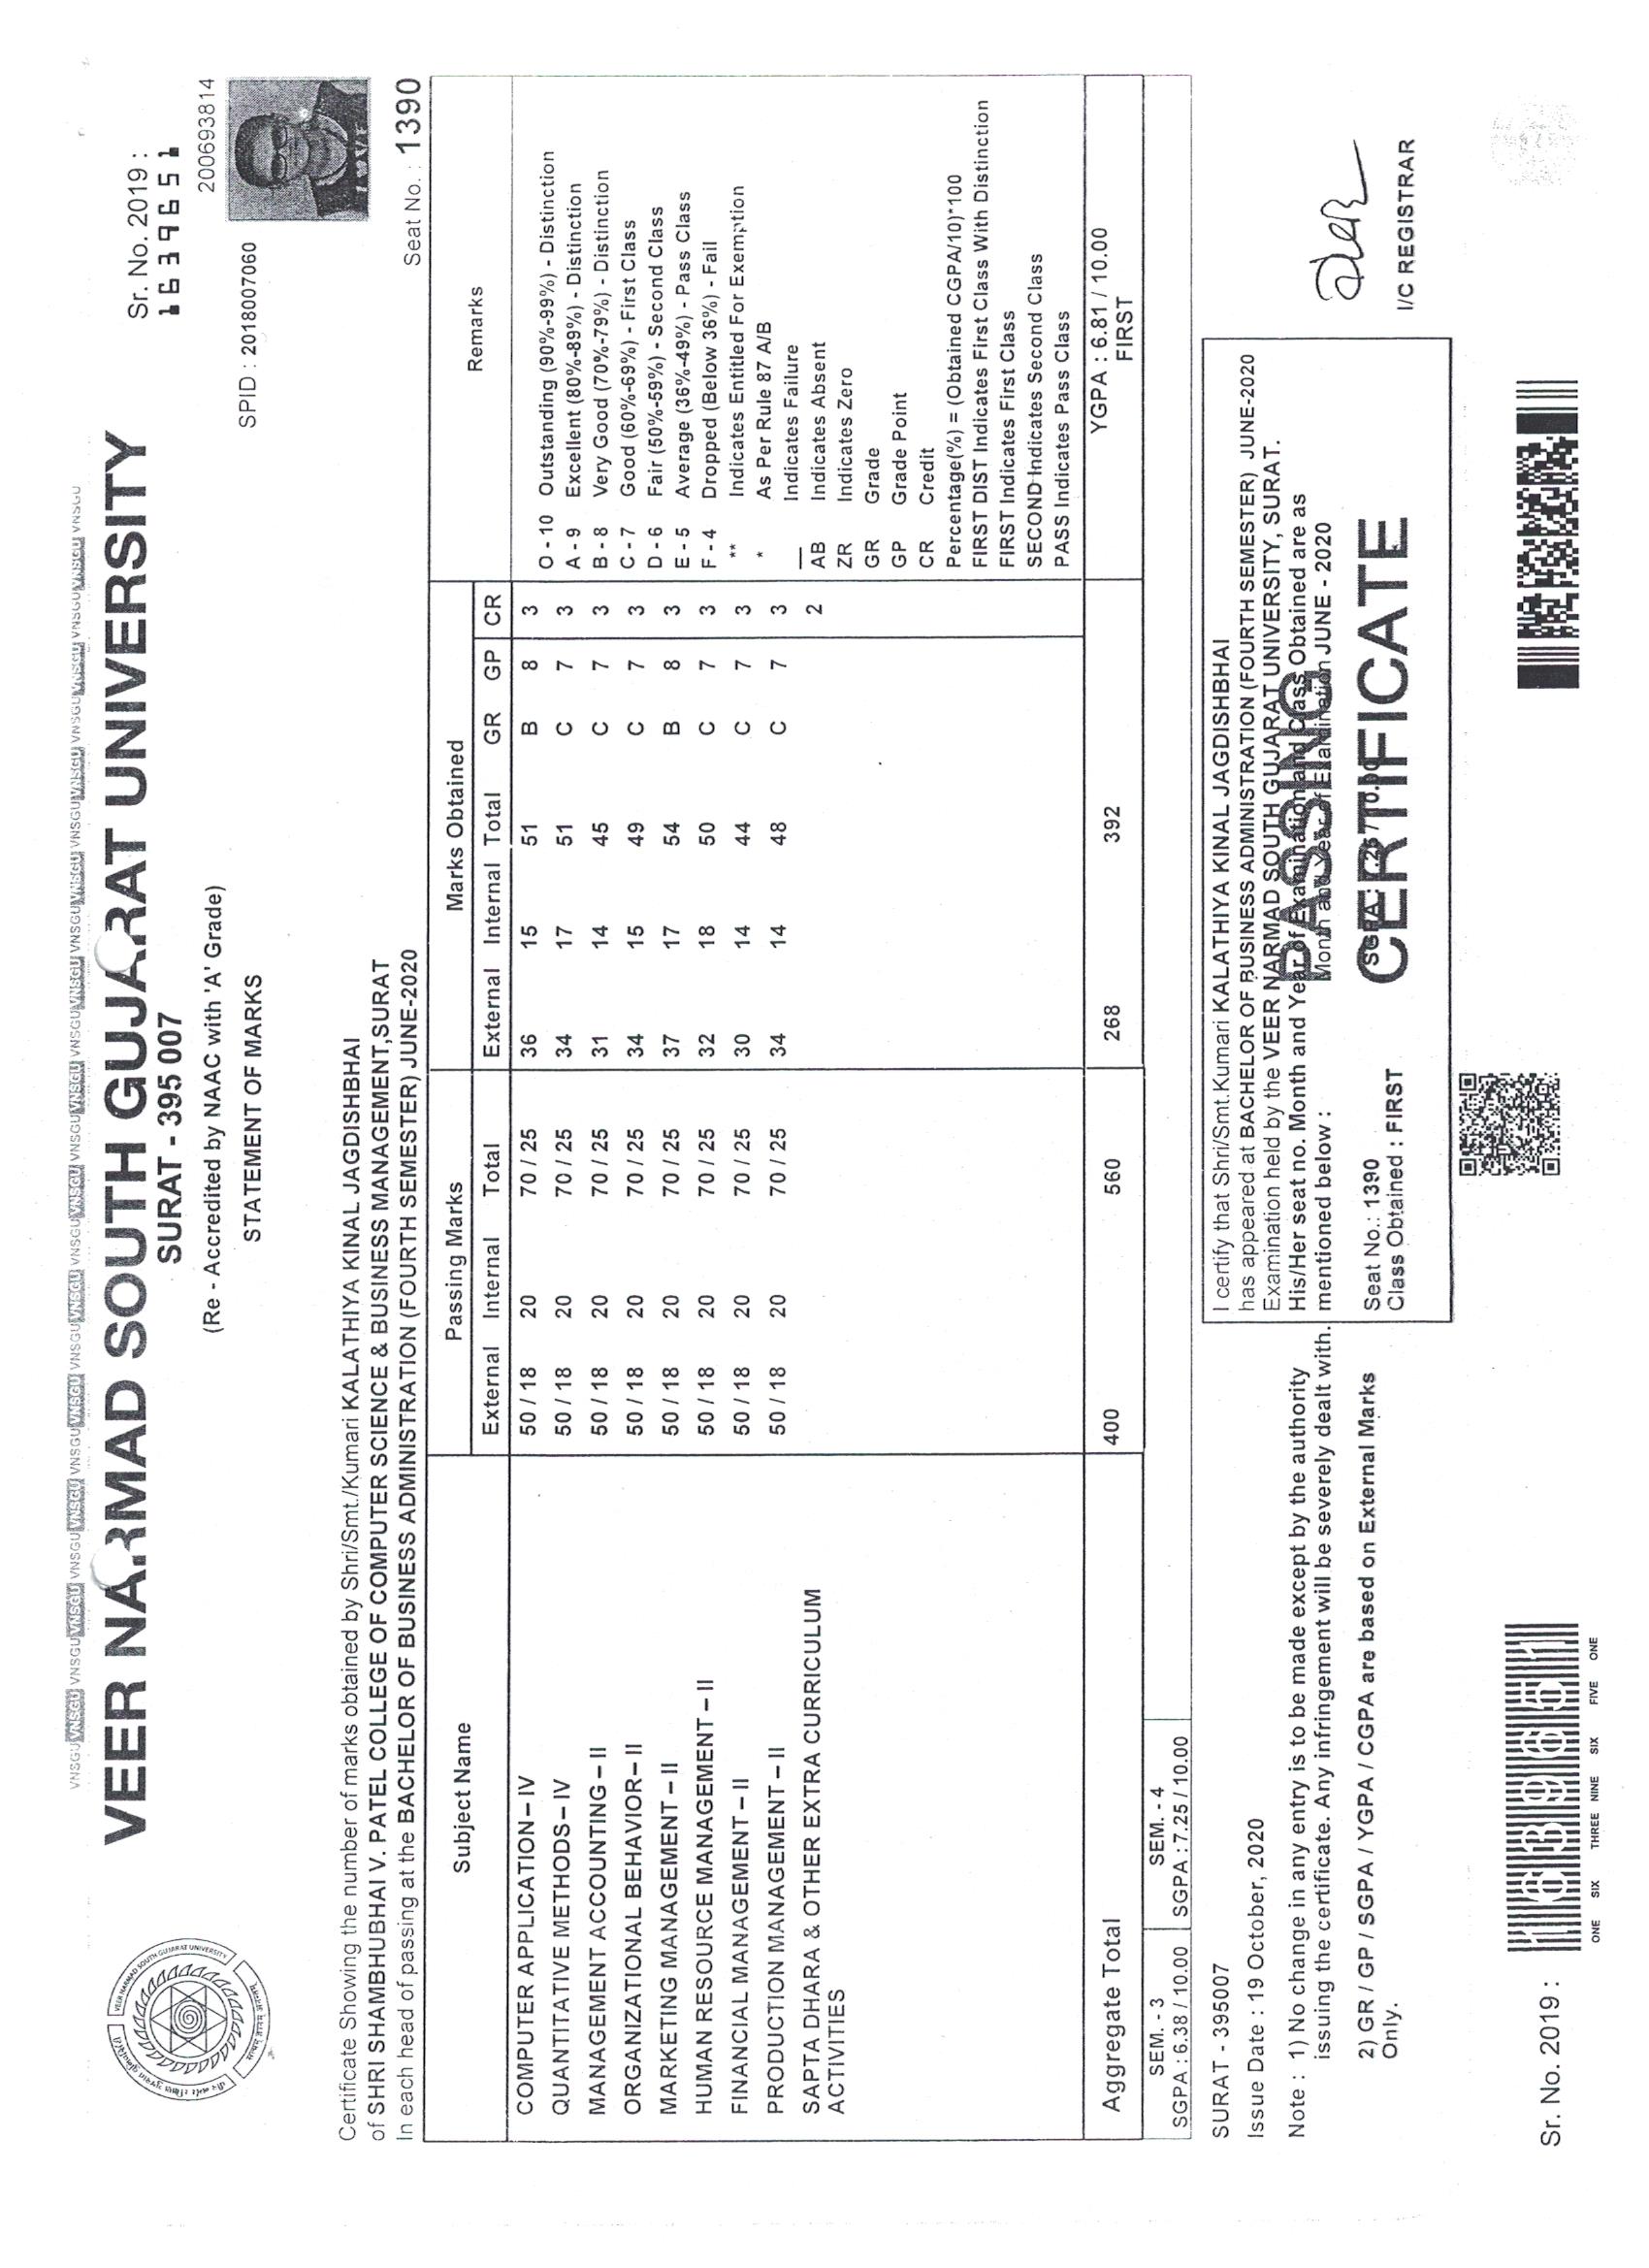 VNSGU VNSGU VNSGU VNSGU VNSGU VNSGU VNSGU VNSGU VNSGU VNSGU VNSGU VNSGU VNSGU VNSGU VNSGU VNSGU VNSGU VNSGU VNSGU VNSGU VNSGU VNSGU VNSGU VNSGU
VEER NARMAD SOUTH GUJARAT UNIVERSITY
VEER NARMAD SOUTH GUJARAT UNIVERSITY
SURAT - 395 007
(Re - Accredited by NAAC with 'A' Grade)
STATEMENT OF MARKS
Sr. No. 2019 :
1639651
200693814
SPID : 2018007060
Certificate Showing the number of marks obtained by Shri/Smt./Kumari KALATHIYA KINAL JAGDISHBHAI
of SHRI SHAMBHUBHAI V. PATEL COLLEGE OF COMPUTER SCIENCE & BUSINESS MANAGEMENT,SURAT
In each head of passing at the BACHELOR OF BUSINESS ADMINISTRATION (FOURTH SEMESTER) JUNE-2020
Seat No. : 1390
Subject Name Passing Marks Marks Obtained Remarks
External Internal Total External Internal Total GR GP CR
COMPUTER APPLICATION – IV 50 / 18 20 70 / 25 36 15 51 B 8 3
QUANTITATIVE METHODS – IV 50 / 18 20 70 / 25 34 17 51 C 7 3
MANAGEMENT ACCOUNTING – II 50 / 18 20 70 / 25 31 14 45 C 7 3
ORGANIZATIONAL BEHAVIOR– II 50 / 18 20 70 / 25 34 15 49 C 7 3
MARKETING MANAGEMENT – II 50 / 18 20 70 / 25 37 17 54 B 8 3
HUMAN RESOURCE MANAGEMENT – II 50 / 18 20 70 / 25 32 18 50 C 7 3
FINANCIAL MANAGEMENT – II 50 / 18 20 70 / 25 30 14 44 C 7 3
PRODUCTION MANAGEMENT – II 50 / 18 20 70 / 25 34 14 48 C 7 3
SAPTA DHARA & OTHER EXTRA CURRICULUM 2
ACTIVITIES
O - 10 Outstanding (90%-99%) - Distinction
A - 9 Excellent (80%-89%) - Distinction
B - 8 Very Good (70%-79%) - Distinction
C - 7 Good (60%-69%) - First Class
D - 6 Fair (50%-59%) - Second Class
E - 5 Average (36%-49%) - Pass Class
F - 4 Dropped (Below 36%) - Fail
** Indicates Entitled For Exemption
* As Per Rule 87 A/B
— Indicates Failure
AB Indicates Absent
ZR Indicates Zero
GR Grade
GP Grade Point
CR Credit
Percentage(%) = (Obtained CGPA/10)*100
FIRST DIST Indicates First Class With Distinction
FIRST Indicates First Class
SECOND Indicates Second Class
PASS Indicates Pass Class
Aggregate Total 400 560 268 392 YGPA : 6.81 / 10.00
FIRST
SEM. - 3 SEM. - 4
SGPA : 6.38 / 10.00 SGPA : 7.25 / 10.00
SURAT - 395007
Issue Date : 19 October, 2020
Note : 1) No change in any entry is to be made except by the authority
issuing the certificate. Any infringement will be severely dealt with.
2) GR / GP / SGPA / YGPA / CGPA are based on External Marks
Only.
I certify that Shri/Smt.Kumari KALATHIYA KINAL JAGDISHBHAI
has appeared at BACHELOR OF BUSINESS ADMINISTRATION (FOURTH SEMESTER) JUNE-2020
Examination held by the VEER NARMAD SOUTH GUJARAT UNIVERSITY, SURAT.
His/Her seat no. Month and Year of Examination and Class Obtained are as
mentioned below : Month and Year of Examination JUNE - 2020
PASSING
CERTIFICATE
Seat No.: 1390
Class Obtained : FIRST
I/C REGISTRAR
Sr. No. 2019 :
1639651
ONE SIX THREE NINE SIX FIVE ONE